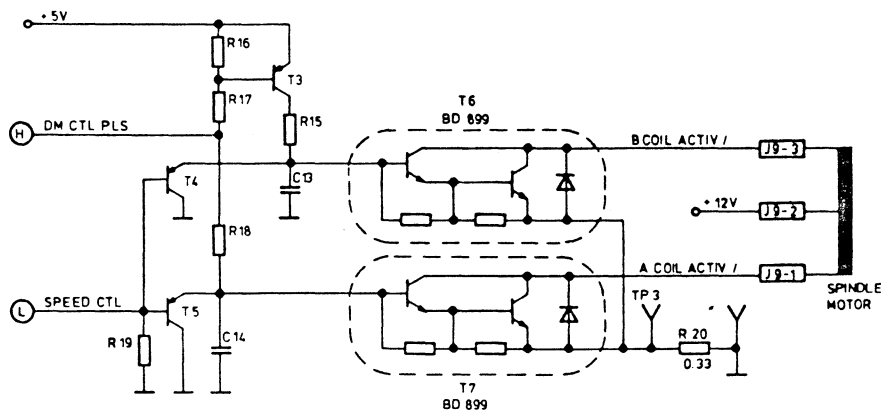 + 5V
R16
T3
R17
R15
T6
BD 899
H
DM CTL PLS
B COIL ACTIV /
J9-3
T4
C13
R18
+ 12V
J9-2
A COIL ACTIV /
J9-1
SPINDLE
MOTOR
L
SPEED CTL
T5
TP 3
R19
C14
R 20
0.33
T7
BD 899